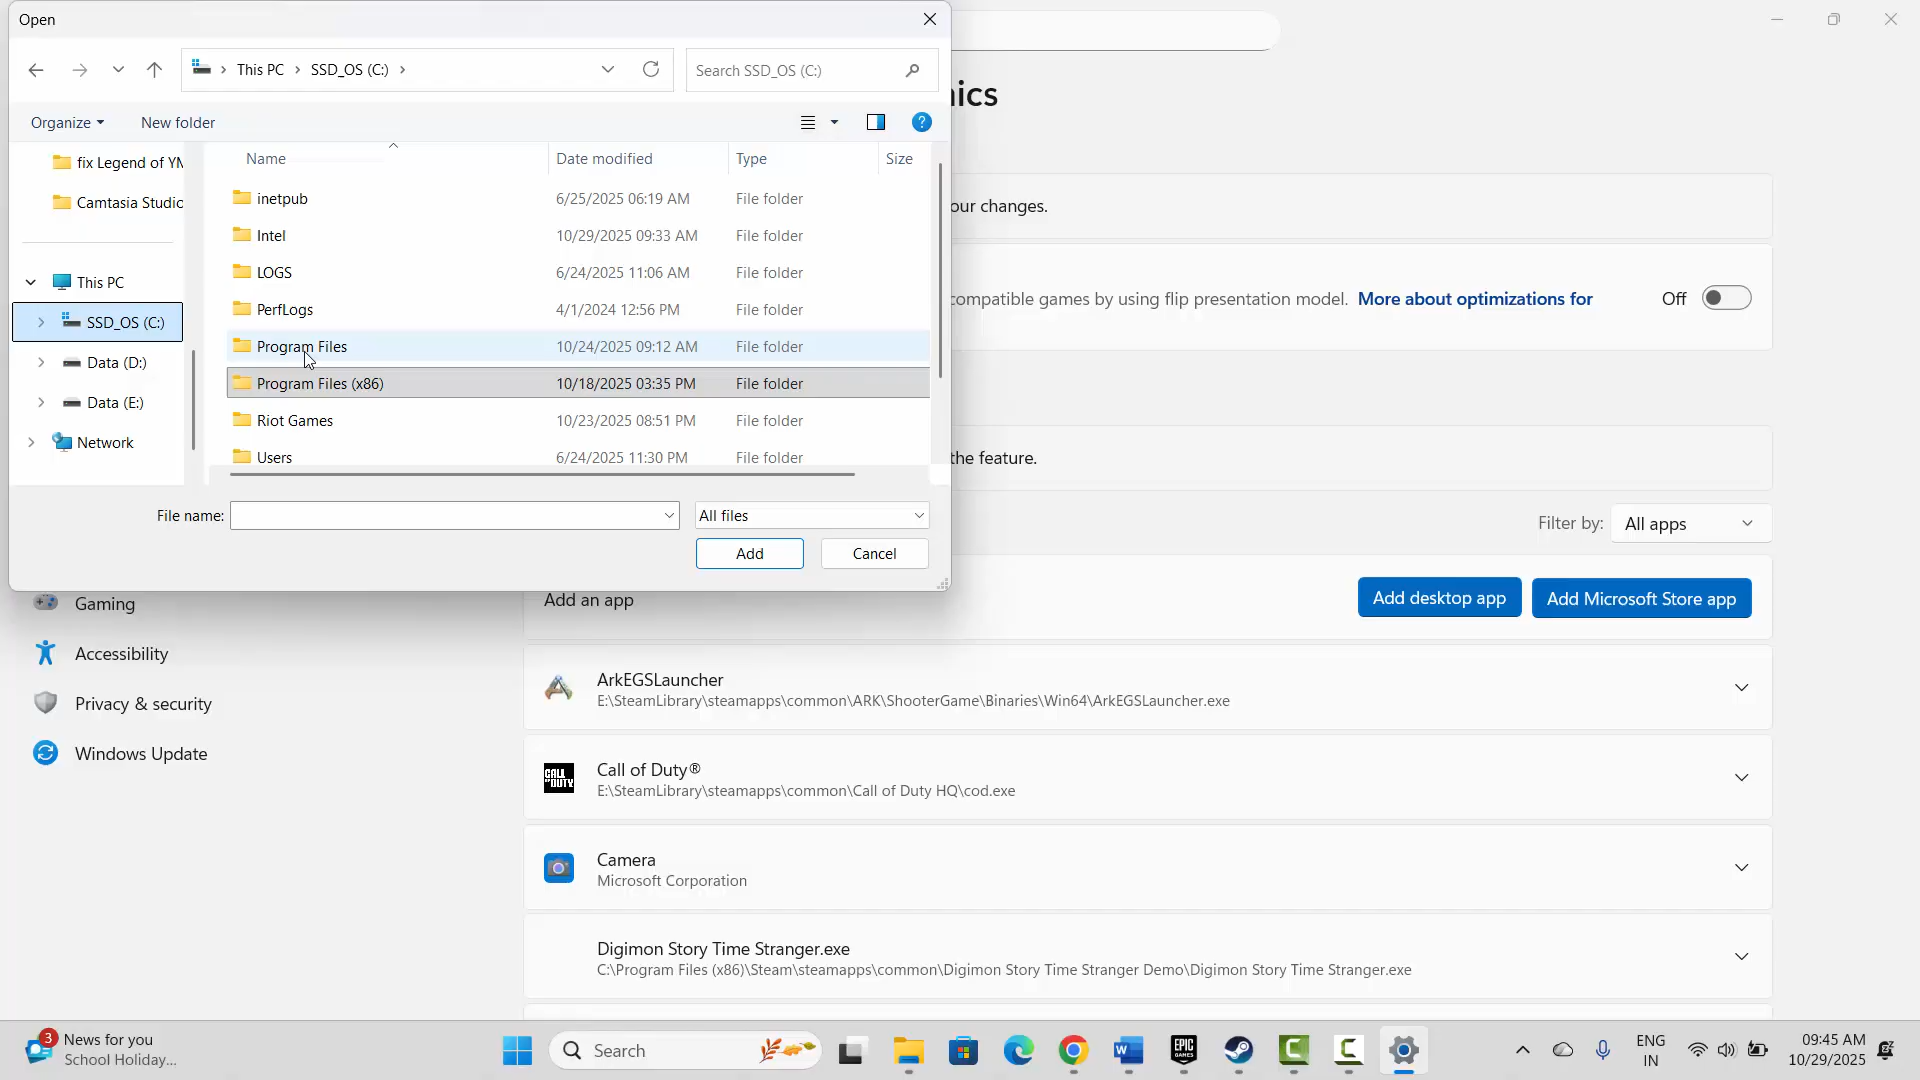 Open
This PC > SSD_OS (C:) >
Search SSD_OS (C:)
Organize
New folder
fix Legend of YM
Camtasia Studio
This PC
SSD_OS (C:)
Data (D:)
Data (E:)
Network
Name Date modified Type Size
inetpub 6/25/2025 06:19 AM File folder
Intel 10/29/2025 09:33 AM File folder
LOGS 6/24/2025 11:06 AM File folder
PerfLogs 4/1/2024 12:56 PM File folder
Program Files 10/24/2025 09:12 AM File folder
Program Files (x86) 10/18/2025 03:35 PM File folder
Riot Games 10/23/2025 08:51 PM File folder
Users 6/24/2025 11:30 PM File folder
File name:
All files
Add
Cancel
ics
our changes.
compatible games by using flip presentation model. More about optimizations for
Off
the feature.
Filter by: All apps
Add an app
Add desktop app
Add Microsoft Store app
Gaming
Accessibility
Privacy & security
Windows Update
ArkEGSLauncher
E:\SteamLibrary\steamapps\common\ARK\ShooterGame\Binaries\Win64\ArkEGSLauncher.exe
CALL OF DUTY
Call of Duty®
E:\SteamLibrary\steamapps\common\Call of Duty HQ\cod.exe
Camera
Microsoft Corporation
Digimon Story Time Stranger.exe
C:\Program Files (x86)\Steam\steamapps\common\Digimon Story Time Stranger Demo\Digimon Story Time Stranger.exe
3
News for you
School Holiday...
Search
EPIC GAMES
ENG
IN
09:45 AM
10/29/2025